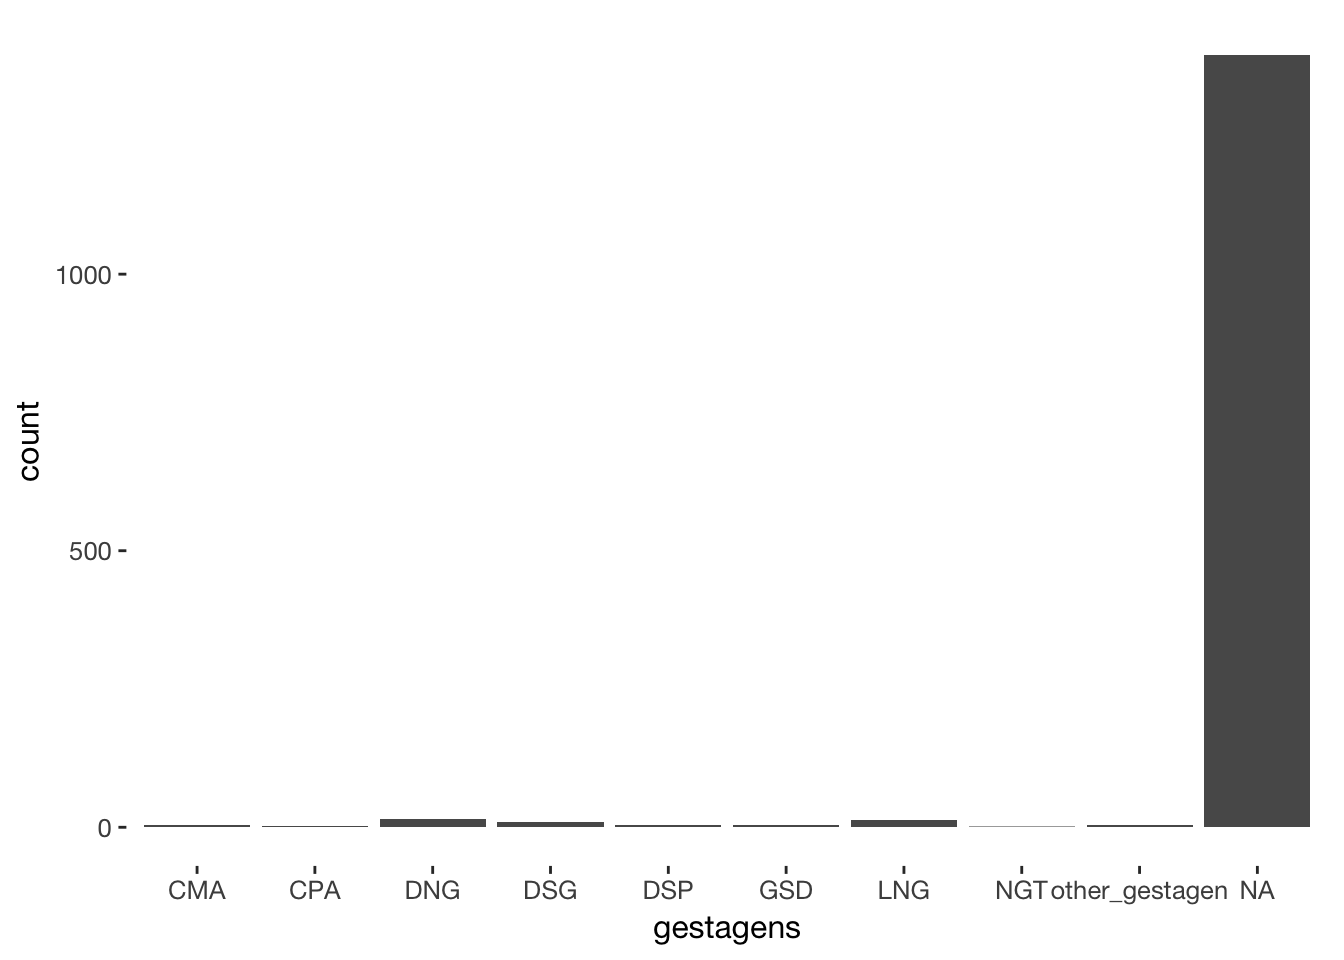 1000
500
0
count
CMA CPA DNG DSG DSP GSD LNG NGT other_gestagen NA
gestagens